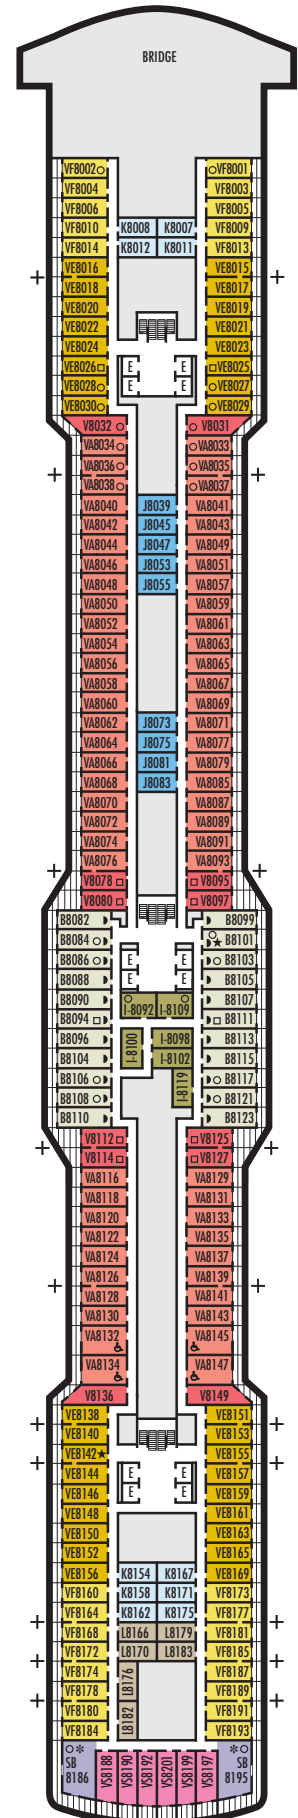 BRIDGE
VF8002 VF8001
VF8004 VF8003
VF8006 VF8005
VF8010 K8008 K8007 VF8009
VF8014 K8012 K8011 VF8013
VE8016 VE8015
VE8018 VE8017
VE8020 VE8019
VE8022 VE8021
VE8024 VE8023
VE8026 E E VE8025
VE8028 E E VE8027
VE8030 VE8029
V8032 V8031
VA8034 VA8033
VA8036 VA8035
VA8038 VA8037
VA8040 J8039 VA8041
VA8042 J8045 VA8043
VA8044 J8047 VA8049
VA8046 J8053 VA8051
VA8048 J8055 VA8057
VA8050 VA8059
VA8052 VA8061
VA8054 VA8063
VA8056 VA8065
VA8058 VA8067
VA8060 VA8069
VA8062 J8073 VA8071
VA8064 J8075 VA8077
VA8066 J8081 VA8079
VA8068 J8083 VA8085
VA8070 VA8087
VA8072 VA8089
VA8074 VA8091
VA8076 VA8093
V8078 V8095
V8080 V8097
B8082 B8099
B8084 B8101
B8086 E E B8103
B8088 E E B8105
B8090 I-8092 I-8109 B8107
B8094 B8111
B8096 I-8100 I-8098 B8113
B8104 I-8102 B8115
B8106 I-8119 B8117
B8108 B8121
B8110 B8123
V8112 V8125
V8114 V8127
VA8116 VA8129
VA8118 VA8131
VA8120 VA8133
VA8122 VA8135
VA8124 VA8137
VA8126 VA8139
VA8128 VA8141
VA8130 VA8143
VA8132 VA8145
VA8134 VA8147
V8136 V8149
VE8138 VE8151
VE8140 VE8153
VE8142 VE8155
VE8144 E E VE8157
VE8146 E E VE8159
VE8148 VE8161
VE8150 VE8163
VE8152 VE8165
VE8156 K8154 K8167 VE8169
VF8160 K8158 K8171 VF8173
VF8164 K8162 K8175 VF8177
VF8168 L8166 L8179 VF8181
VF8172 L8170 L8183 VF8185
VF8174 L8176 VF8187
VF8178 VF8189
VF8180 L8182 VF8191
VF8184 VF8193
SB
8186
VS8188 VS8190 VS8192 VS8201 VS8199 VS8197
SB
8195